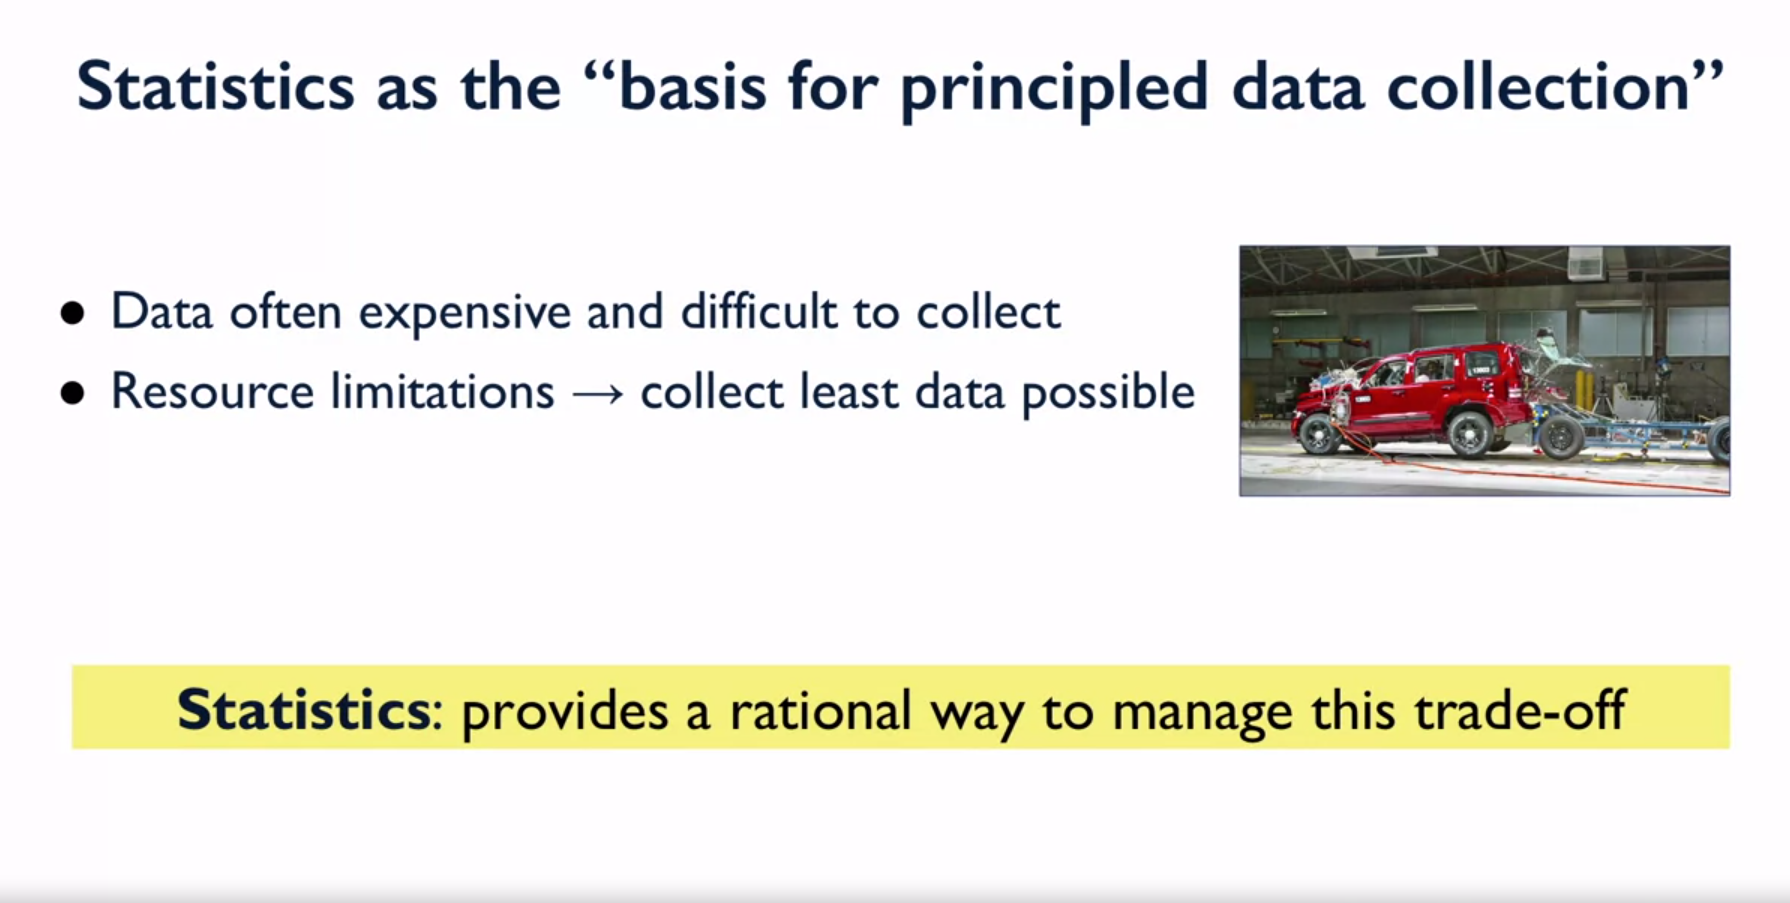 Statistics as the “basis for principled data collection”
● Data often expensive and difficult to collect
● Resource limitations → collect least data possible
Statistics: provides a rational way to manage this trade-off